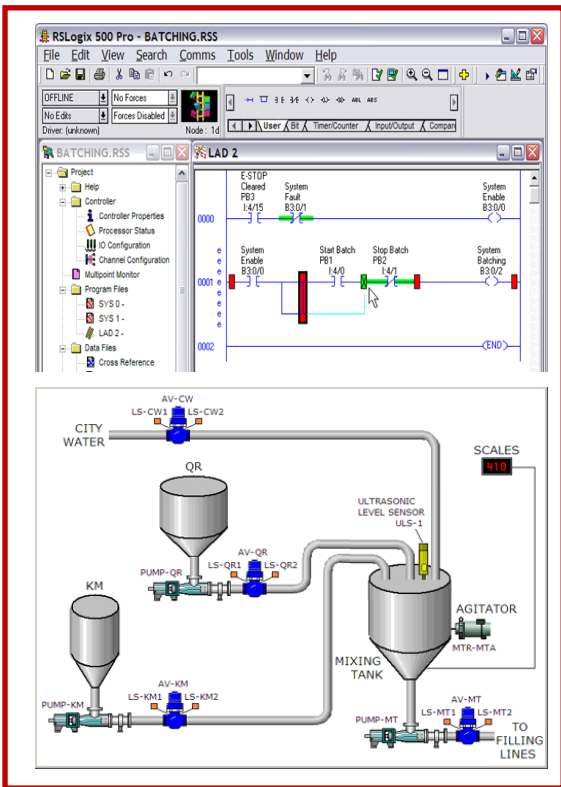 RSLogix 500 Pro - BATCHING.RSS
File Edit View Search Comms Tools Window Help
OFFLINE No Forces
No Edits Forces Disabled
Driver: (unknown) Node: 1d
ABL ABS
User Bit Timer/Counter Input/Output Compari
BATCHING.RSS
LAD 2
Project
Help
Controller
Controller Properties
Processor Status
IO Configuration
Channel Configuration
Multipoint Monitor
Program Files
SYS 0 -
SYS 1 -
LAD 2 -
Data Files
Cross Reference
E-STOP
Cleared System System
PB3 Fault Enable
I:4/15 B3:0/1 B3:0/0
0000
System Start Batch Stop Batch System
Enable PB1 PB2 Batching
B3:0/0 I:4/0 I:4/1 B3:0/2
e
e
e
0001 e
e
e
e
0002
END
AV-CW
LS-CW1 LS-CW2
CITY
WATER
SCALES
410
QR
ULTRASONIC
LEVEL SENSOR
ULS-1
AV-QR
LS-QR1 LS-QR2
PUMP-QR
KM
AGITATOR
MTR-MTA
MIXING
TANK
AV-KM
LS-KM1 LS-KM2
PUMP-KM
AV-MT
LS-MT1 LS-MT2
PUMP-MT
TO
FILLING
LINES